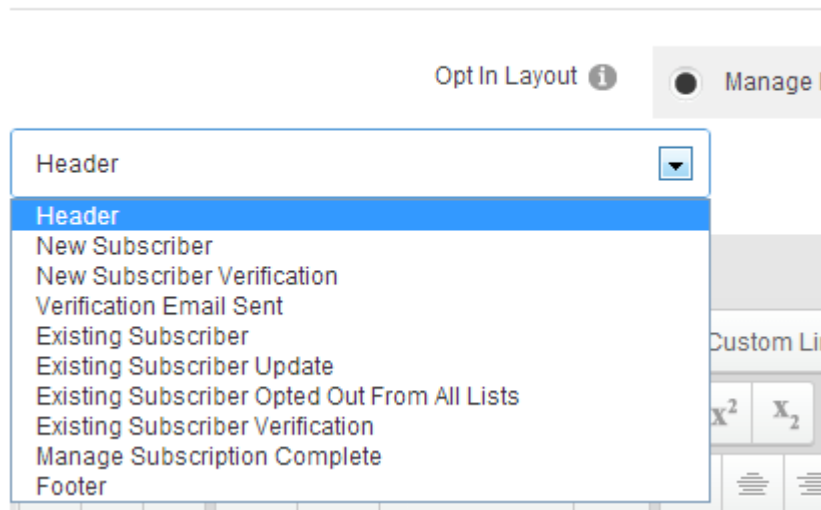 Opt In Layout
Manage
Header
Header
New Subscriber
New Subscriber Verification
Verification Email Sent
Existing Subscriber
Existing Subscriber Update
Custom Li
Existing Subscriber Opted Out From All Lists
Existing Subscriber Verification
x² x₂
Manage Subscription Complete
Footer